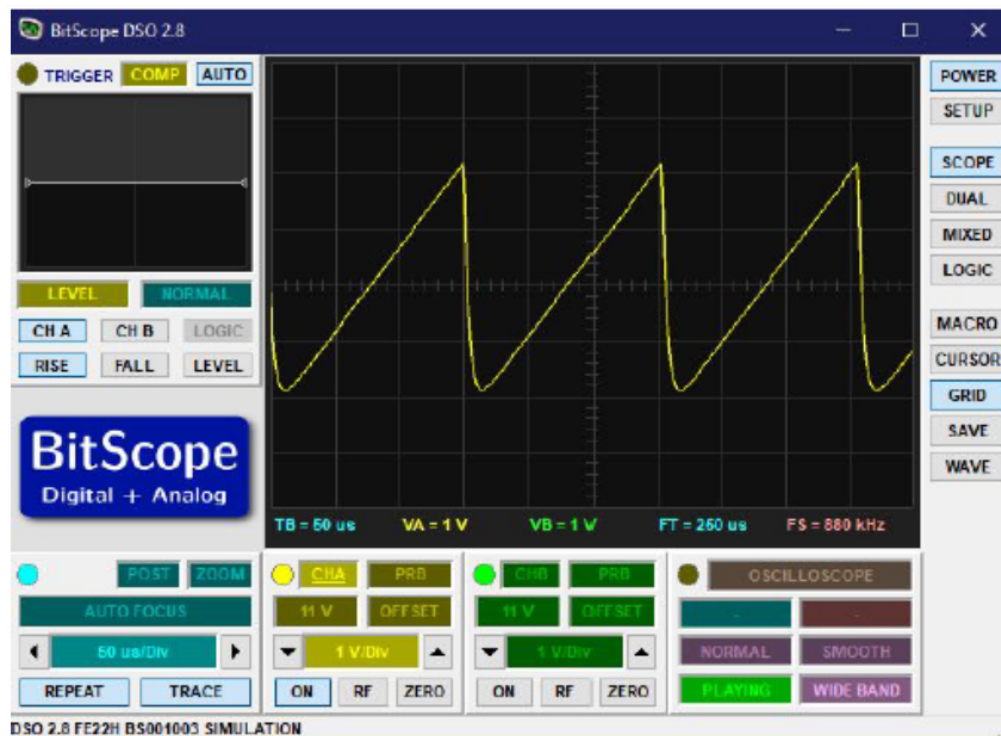 BitScope DSO 2.8
TRIGGER COMP AUTO
LEVEL NORMAL
CH A CH B LOGIC
RISE FALL LEVEL
BitScope
Digital + Analog
TB = 50 us VA = 1 V VB = 1 V FT = 250 us FS = 880 kHz
POWER
SETUP
SCOPE
DUAL
MIXED
LOGIC
MACRO
CURSOR
GRID
SAVE
WAVE
POST ZOOM
AUTO FOCUS
50 us/Div
REPEAT TRACE
CHA PRB
11 V OFFSET
1 V/Div
ON RF ZERO
CHB PRB
11 V OFFSET
1 V/Div
ON RF ZERO
OSCILLOSCOPE
- -
NORMAL SMOOTH
PLAYING WIDE BAND
DSO 2.8 FE22H BS001003 SIMULATION